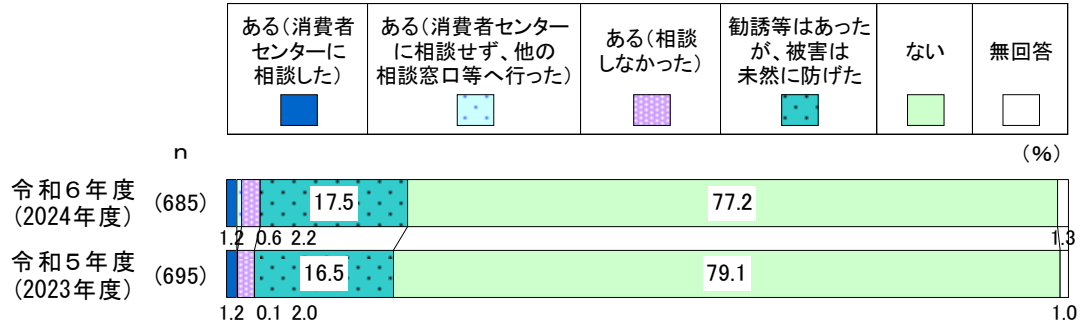 ある（消費者
センターに
相談した）
ある（消費者センター
に相談せず、他の
相談窓口等へ行った）
ある（相談
しなかった）
勧誘等はあった
が、被害は
未然に防げた
ない
無回答
ｎ
（％）
令和６年度
（2024年度）
（685）
17.5
77.2
1.2
0.6
2.2
1.3
令和５年度
（2023年度）
（695）
16.5
79.1
1.2
0.1
2.0
1.0